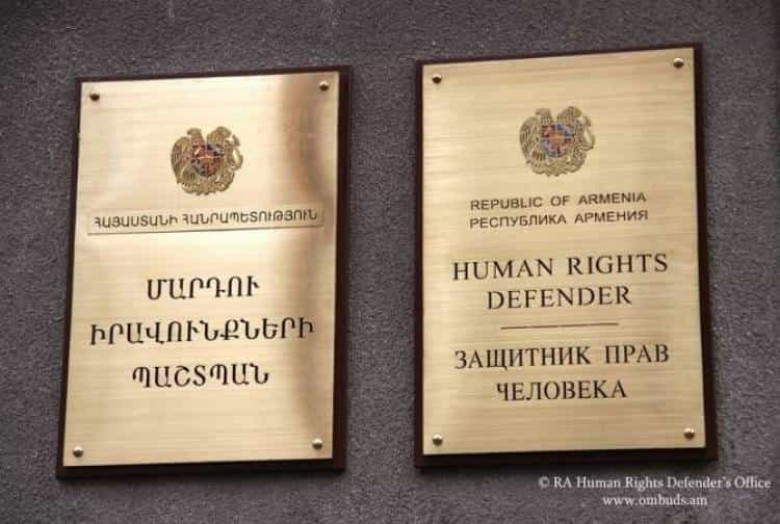 ՀԱՅԱՍՏԱՆԻ ՀԱՆՐԱՊԵՏՈՒԹՅՈՒՆ
ՄԱՐԴՈՒ
ԻՐԱՎՈՒՆՔՆԵՐԻ
ՊԱՇՏՊԱՆ
REPUBLIC OF ARMENIA
РЕСПУБЛИКА АРМЕНИЯ
HUMAN RIGHTS
DEFENDER
ЗАЩИТНИК ПРАВ
ЧЕЛОВЕКА
© RA Human Rights Defender's Office
www.ombuds.am